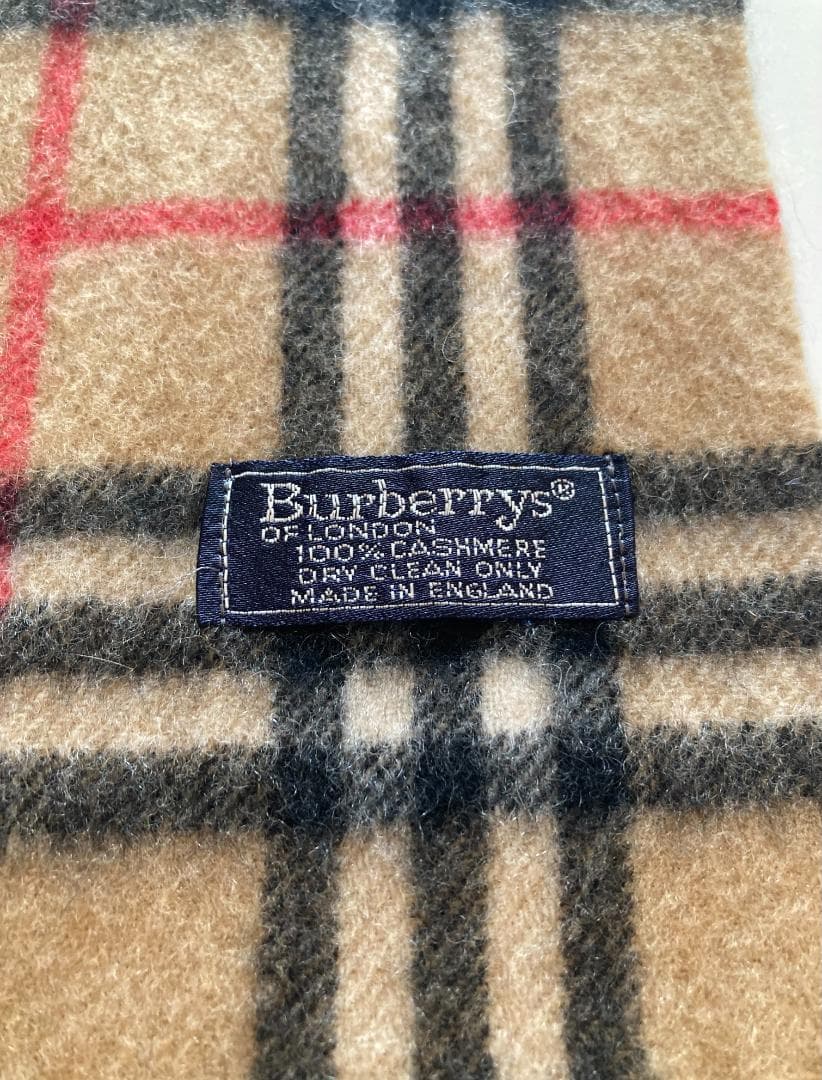 Burberrys®
OF LONDON
100% CASHMERE
DRY CLEAN ONLY
MADE IN ENGLAND